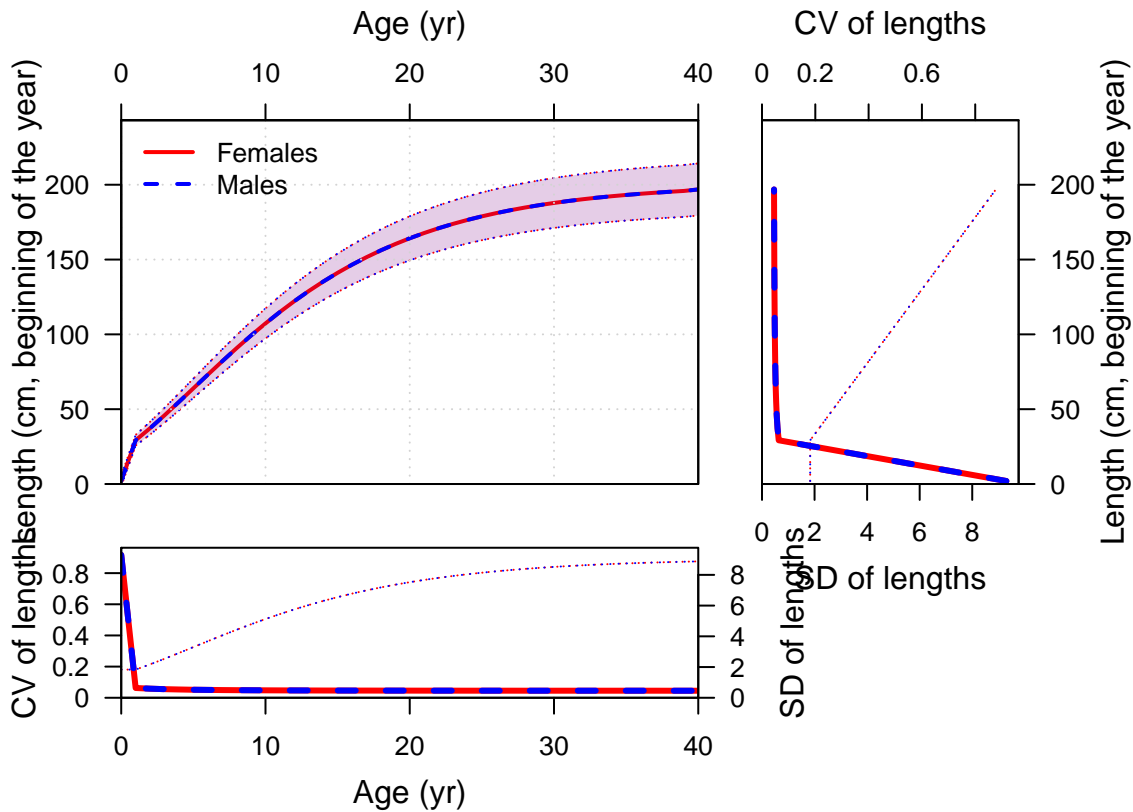 Age (yr)
CV of lengths
0 10 20 30 40
0 0.2 0.6
Length (cm, beginning of the year)
0
50
100
150
200
Females
Males
0
50
100
150
200
Length (cm, beginning of the year)
0 2 4 6 8
SD of lengths
CV of lengths
0
0.2
0.4
0.6
0.8
0
2
4
6
8
SD of lengths
0 10 20 30 40
Age (yr)